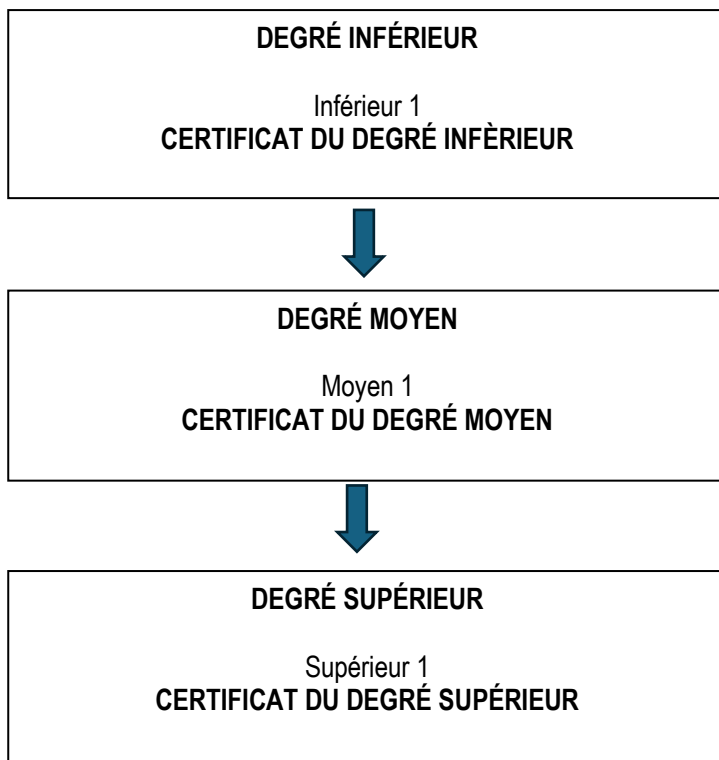 DEGRÉ INFÉRIEUR
Inférieur 1
CERTIFICAT DU DEGRÉ INFÈRIEUR
DEGRÉ MOYEN
Moyen 1
CERTIFICAT DU DEGRÉ MOYEN
DEGRÉ SUPÉRIEUR
Supérieur 1
CERTIFICAT DU DEGRÉ SUPÉRIEUR